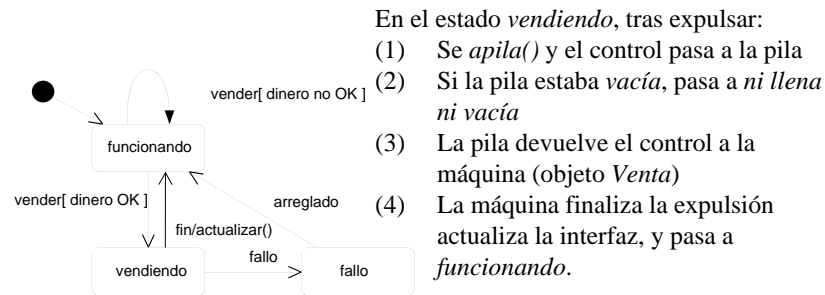 En el estado vendiendo, tras expulsar:
(1) Se apila() y el control pasa a la pila
(2) Si la pila estaba vacía, pasa a ni llena
ni vacía
(3) La pila devuelve el control a la
máquina (objeto Venta)
(4) La máquina finaliza la expulsión
actualiza la interfaz, y pasa a
funcionando.
vender[ dinero no OK ]
funcionando
vender[ dinero OK ]
arreglado
fin/actualizar()
fallo
vendiendo
fallo